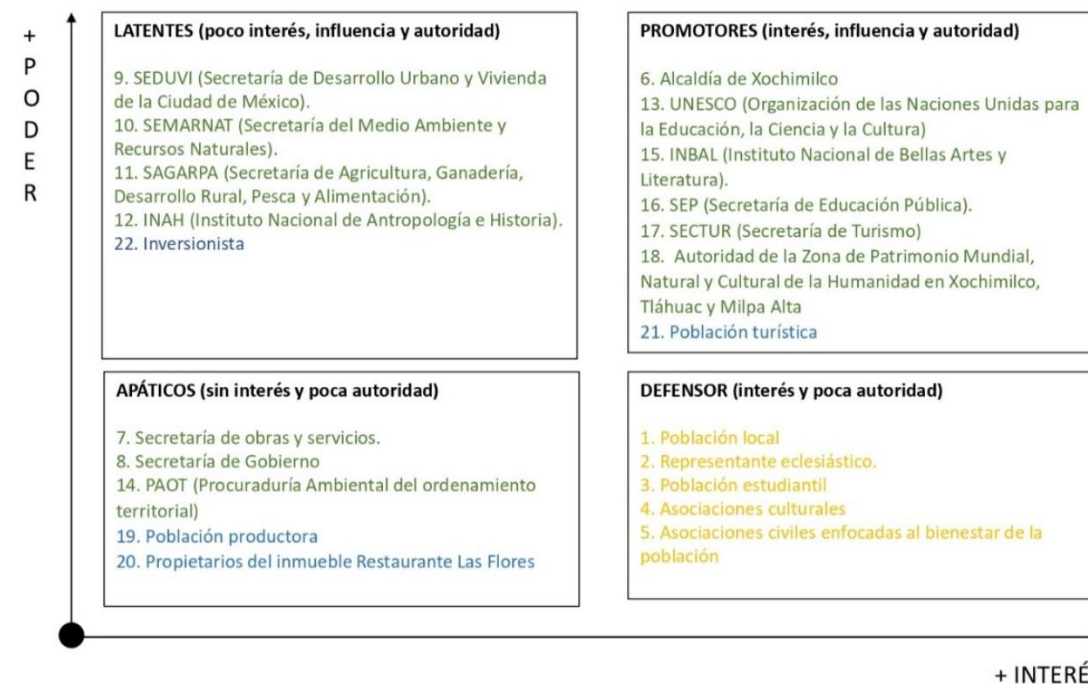 +
P
O
D
E
R
LATENTES (poco interés, influencia y autoridad)
9. SEDUVI (Secretaría de Desarrollo Urbano y Vivienda
de la Ciudad de México).
10. SEMARNAT (Secretaría del Medio Ambiente y
Recursos Naturales).
11. SAGARPA (Secretaría de Agricultura, Ganadería,
Desarrollo Rural, Pesca y Alimentación).
12. INAH (Instituto Nacional de Antropología e Historia).
22. Inversionista
PROMOTORES (interés, influencia y autoridad)
6. Alcaldía de Xochimilco
13. UNESCO (Organización de las Naciones Unidas para
la Educación, la Ciencia y la Cultura)
15. INBAL (Instituto Nacional de Bellas Artes y
Literatura).
16. SEP (Secretaría de Educación Pública).
17. SECTUR (Secretaría de Turismo)
18. Autoridad de la Zona de Patrimonio Mundial,
Natural y Cultural de la Humanidad en Xochimilco,
Tláhuac y Milpa Alta
21. Población turística
APÁTICOS (sin interés y poca autoridad)
7. Secretaría de obras y servicios.
8. Secretaría de Gobierno
14. PAOT (Procuraduría Ambiental del ordenamiento
territorial)
19. Población productora
20. Propietarios del inmueble Restaurante Las Flores
DEFENSOR (interés y poca autoridad)
1. Población local
2. Representante eclesiástico.
3. Población estudiantil
4. Asociaciones culturales
5. Asociaciones civiles enfocadas al bienestar de la
población
+ INTERÉ